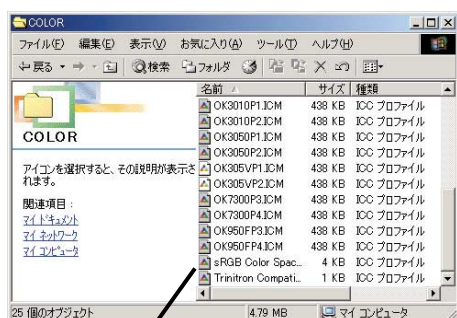 COLOR
ファイル(F) 編集(E) 表示(V) お気に入り(A) ツール(T) ヘルプ(H)
戻る 検索 フォルダ
名前 サイズ 種類
COLOR
アイコンを選択すると、その説明が表示さ
れます。
関連項目:
マイ ドキュメント
マイ ネットワーク
マイ コンピュータ
OK3010P1.ICM 438 KB ICC プロファイル
OK3010P2.ICM 438 KB ICC プロファイル
OK3050P1.ICM 438 KB ICC プロファイル
OK3050P2.ICM 438 KB ICC プロファイル
OK305VP1.ICM 438 KB ICC プロファイル
OK305VP2.ICM 438 KB ICC プロファイル
OK7300P3.ICM 438 KB ICC プロファイル
OK7300P4.ICM 438 KB ICC プロファイル
OK950FP3.ICM 438 KB ICC プロファイル
OK950FP4.ICM 438 KB ICC プロファイル
sRGB Color Spac... 4 KB ICC プロファイル
Trinitron Compati... 1 KB ICC プロファイル
25 個のオブジェクト 4.79 MB マイ コンピュータ